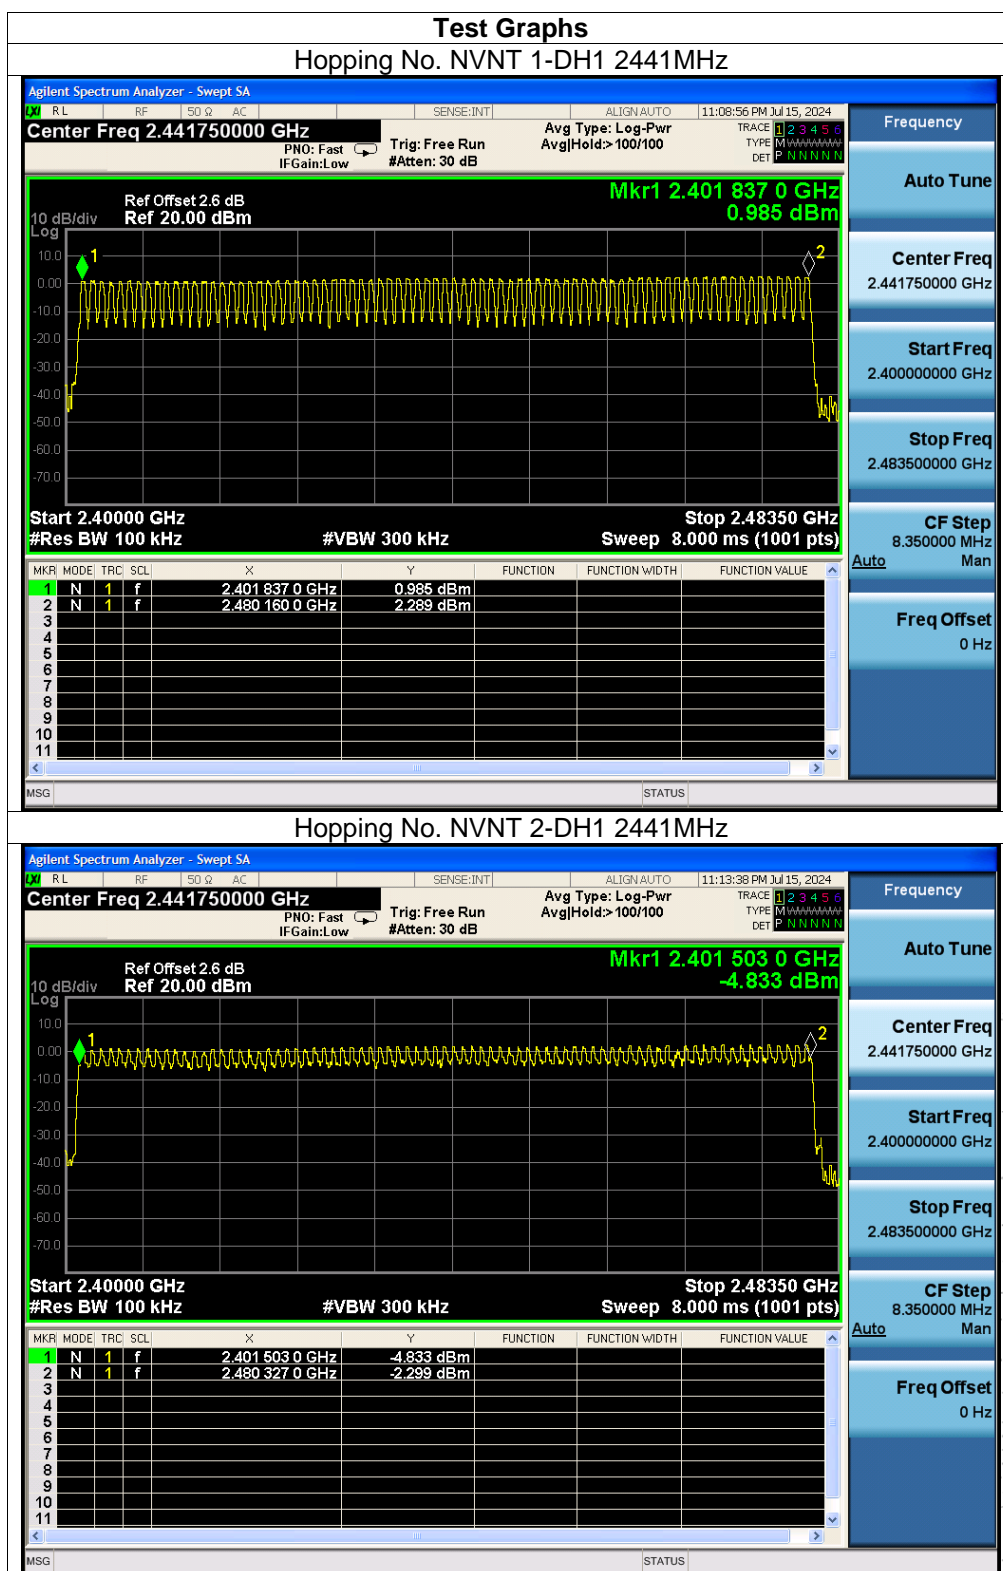 Test Graphs
Hopping No. NVNT 1-DH1 2441MHz
Agilent Spectrum Analyzer - Swept SA
LXI RL RF 50 Ω AC SENSE:INT ALIGN AUTO 11:08:56 PM Jul 15, 2024
Center Freq 2.441750000 GHz
PNO: Fast
IFGain:Low
Trig: Free Run
#Atten: 30 dB
Avg Type: Log-Pwr
Avg|Hold:> 100/100
TRACE 1 2 3 4 5 6
TYPE M
DET P N N N N N
Frequency
Mkr1 2.401 837 0 GHz
0.985 dBm
Ref Offset 2.6 dB
10 dB/div Ref 20.00 dBm
Log
10.0
0.00
-10.0
-20.0
-30.0
-40.0
-50.0
-60.0
-70.0
1
2
Start 2.40000 GHz Stop 2.48350 GHz
#Res BW 100 kHz #VBW 300 kHz Sweep 8.000 ms (1001 pts)
MKR MODE TRC SCL X Y FUNCTION FUNCTION WIDTH FUNCTION VALUE
1 N 1 f 2.401 837 0 GHz 0.985 dBm
2 N 1 f 2.480 160 0 GHz 2.289 dBm
3
4
5
6
7
8
9
10
11
MSG STATUS
Auto Tune
Center Freq
2.441750000 GHz
Start Freq
2.400000000 GHz
Stop Freq
2.483500000 GHz
CF Step
8.350000 MHz
Auto Man
Freq Offset
0 Hz
Hopping No. NVNT 2-DH1 2441MHz
Agilent Spectrum Analyzer - Swept SA
LXI RL RF 50 Ω AC SENSE:INT ALIGN AUTO 11:13:38 PM Jul 15, 2024
Center Freq 2.441750000 GHz
PNO: Fast
IFGain:Low
Trig: Free Run
#Atten: 30 dB
Avg Type: Log-Pwr
Avg|Hold:> 100/100
TRACE 1 2 3 4 5 6
TYPE M
DET P N N N N N
Frequency
Mkr1 2.401 503 0 GHz
-4.833 dBm
Ref Offset 2.6 dB
10 dB/div Ref 20.00 dBm
Log
10.0
0.00
-10.0
-20.0
-30.0
-40.0
-50.0
-60.0
-70.0
1
2
Start 2.40000 GHz Stop 2.48350 GHz
#Res BW 100 kHz #VBW 300 kHz Sweep 8.000 ms (1001 pts)
MKR MODE TRC SCL X Y FUNCTION FUNCTION WIDTH FUNCTION VALUE
1 N 1 f 2.401 503 0 GHz -4.833 dBm
2 N 1 f 2.480 327 0 GHz -2.299 dBm
3
4
5
6
7
8
9
10
11
MSG STATUS
Auto Tune
Center Freq
2.441750000 GHz
Start Freq
2.400000000 GHz
Stop Freq
2.483500000 GHz
CF Step
8.350000 MHz
Auto Man
Freq Offset
0 Hz